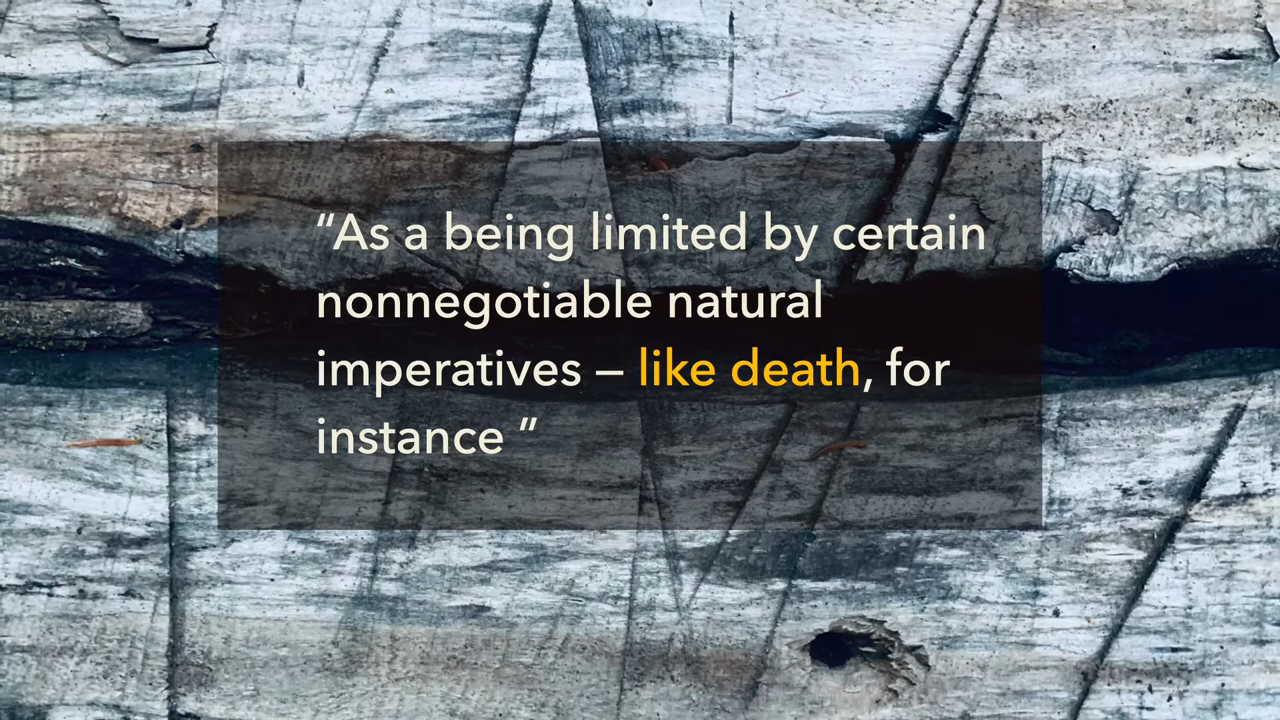 “As a being limited by certain
nonnegotiable natural
imperatives – like death, for
instance ”